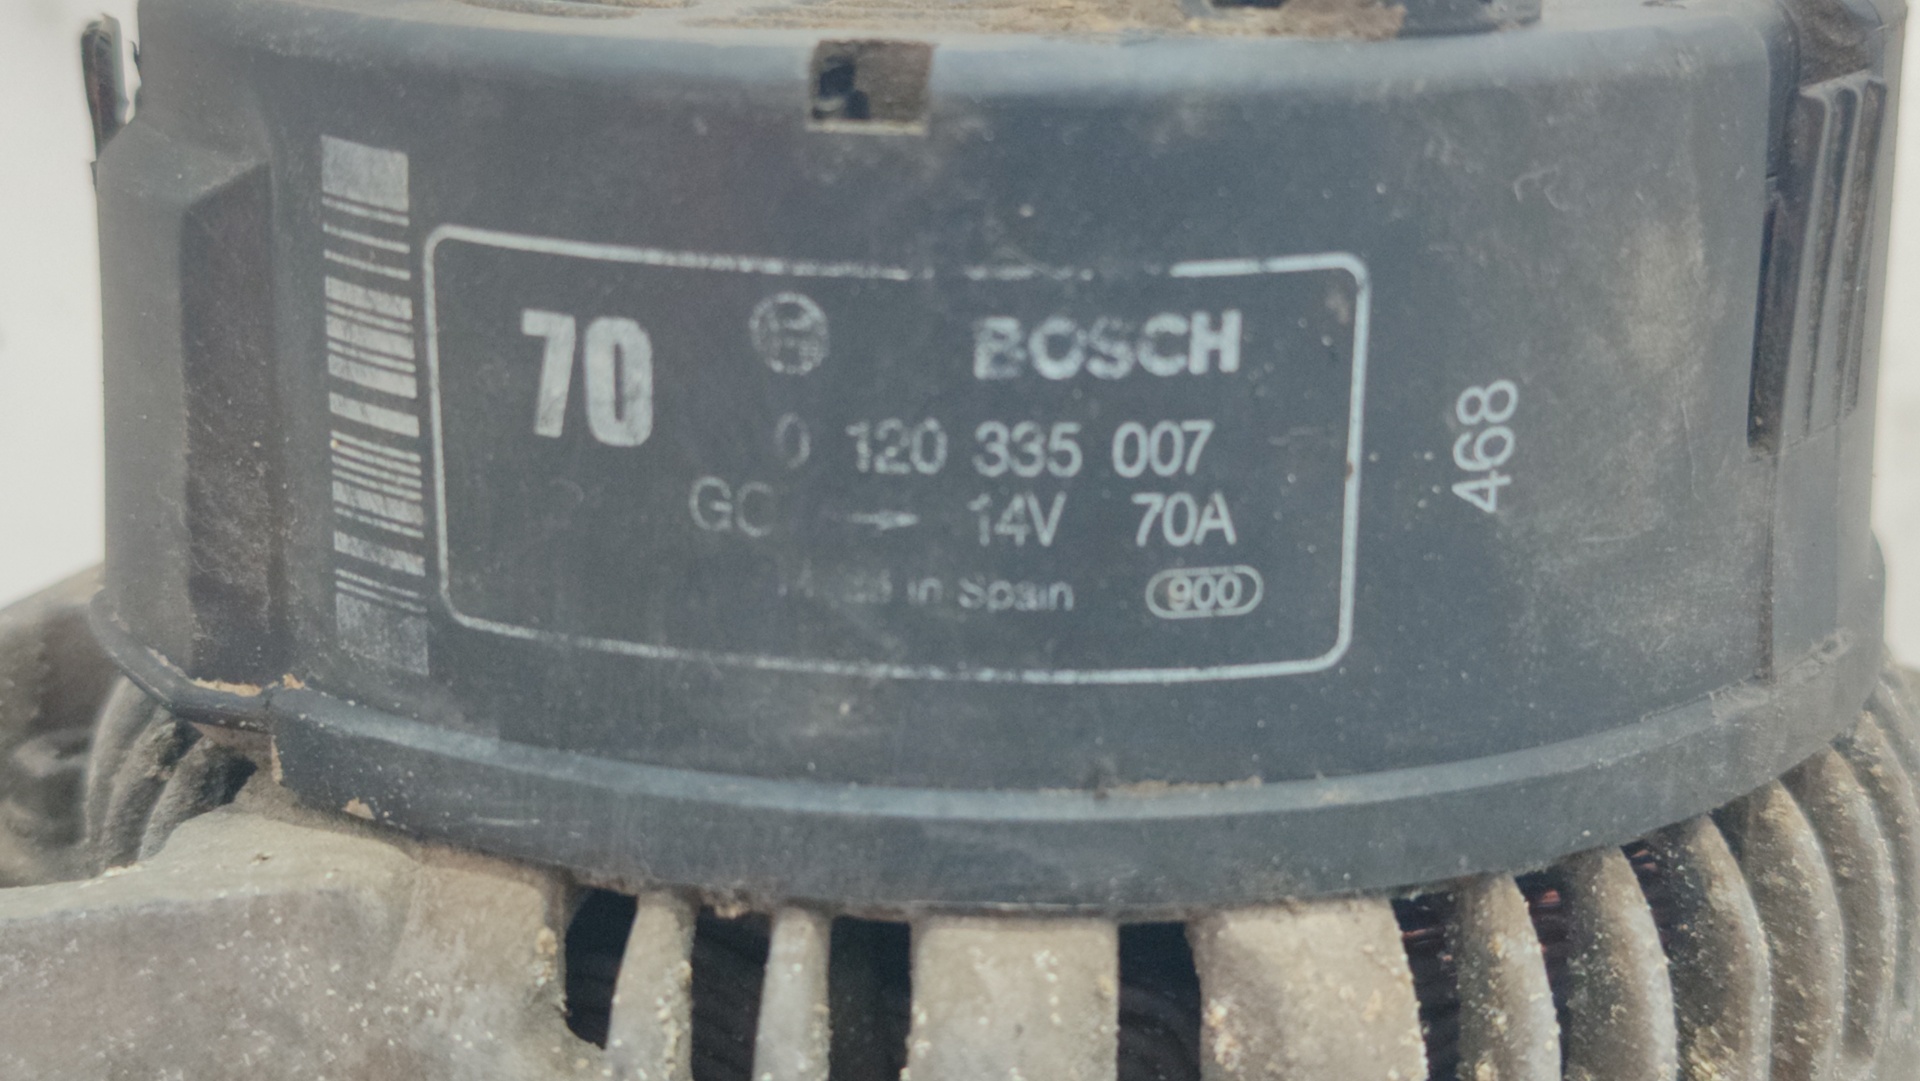 70 BOSCH
0 120 335 007
GC → 14V 70A
Made in Spain 900
468